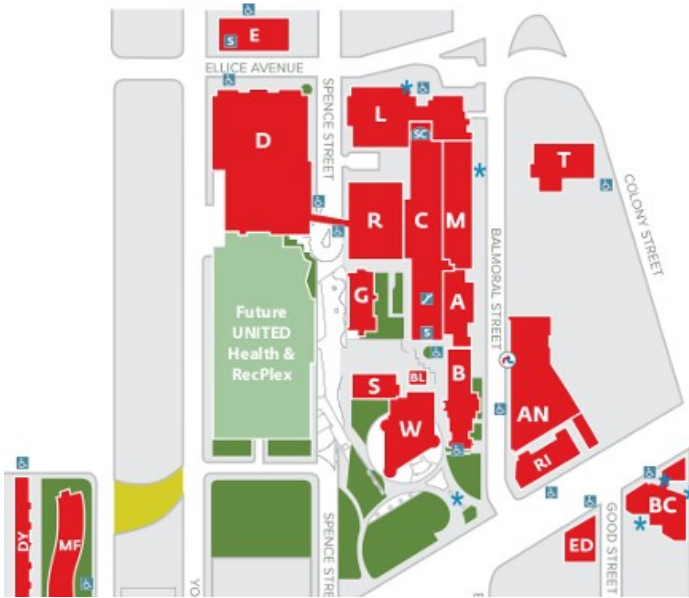 E
S
ELLICE AVENUE
SPENCE STREET
L
SC
D
T
COLONY STREET
R
C
M
BALMORAL STREET
G
A
Future
UNITED
Health &
RecPlex
S
B
S
BL
W
AN
RI
BC
GOOD STREET
DY
MF
SPENCE STRE
ED
YO